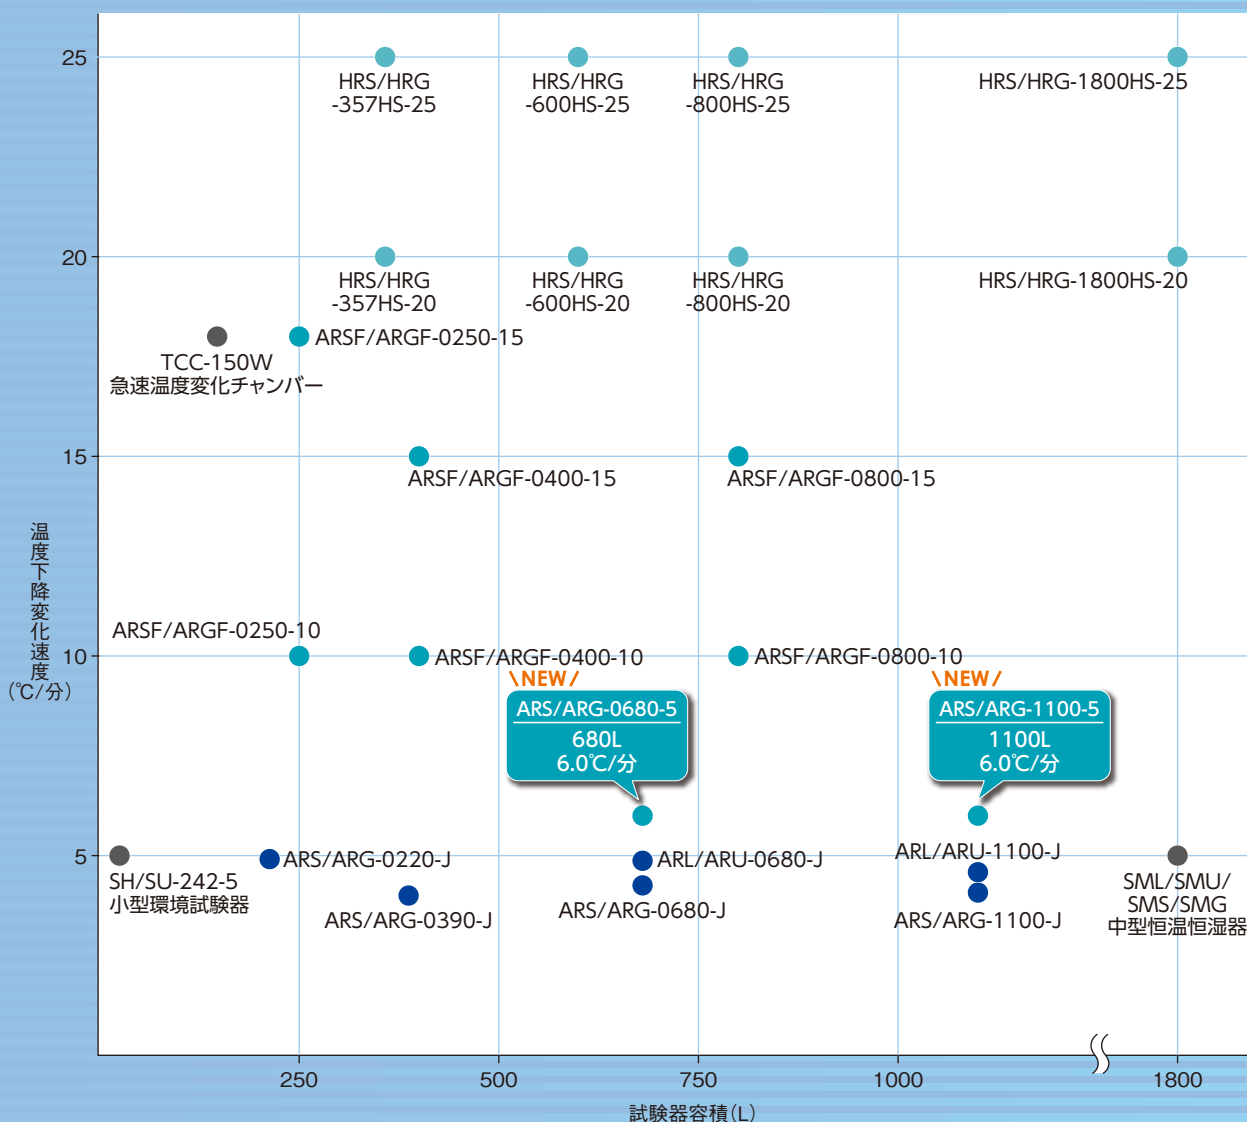 25
HRS/HRG
-357HS-25
HRS/HRG
-600HS-25
HRS/HRG
-800HS-25
HRS/HRG-1800HS-25
20
HRS/HRG
-357HS-20
HRS/HRG
-600HS-20
HRS/HRG
-800HS-20
HRS/HRG-1800HS-20
ARSF/ARGF-0250-15
TCC-150W
急速温度変化チャンバー
15
ARSF/ARGF-0400-15
ARSF/ARGF-0800-15
温度下降変化速度
(℃/分)
ARSF/ARGF-0250-10
10
ARSF/ARGF-0400-10
ARSF/ARGF-0800-10
\NEW/
ARS/ARG-0680-5
680L
6.0℃/分
\NEW/
ARS/ARG-1100-5
1100L
6.0℃/分
5
SH/SU-242-5
小型環境試験器
ARS/ARG-0220-J
ARS/ARG-0390-J
ARL/ARU-0680-J
ARS/ARG-0680-J
ARL/ARU-1100-J
ARS/ARG-1100-J
SML/SMU/
SMS/SMG
中型恒温恒湿器
250
500
750
1000
1800
試験器容積(L)